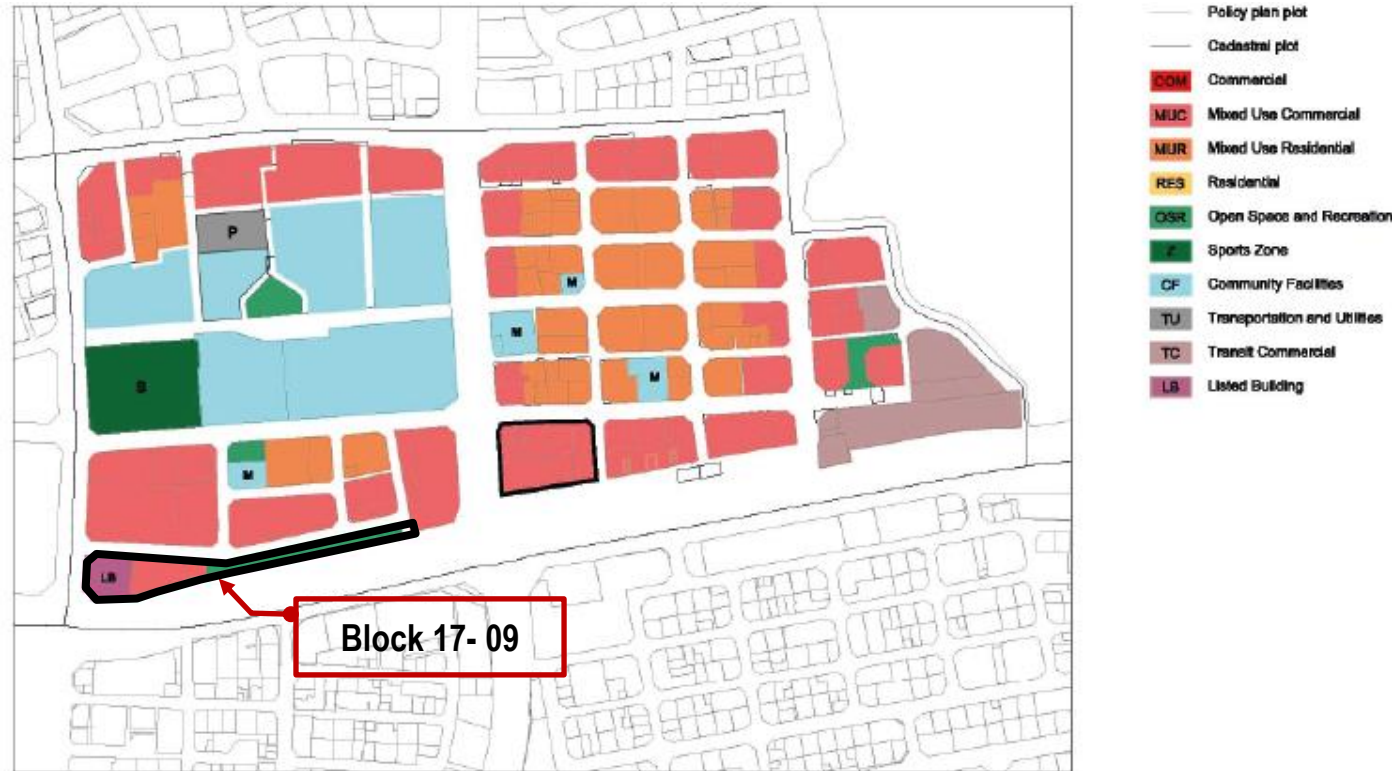 Policy plan plot
Cadastral plot
COM Commercial
MUC Mixed Use Commercial
MUR Mixed Use Residential
RES Residential
OSR Open Space and Recreation
Z Sports Zone
CF Community Facilities
TU Transportation and Utilities
TC Transit Commercial
LB Listed Building
P
M
M
S
M
M
LB
Block 17- 09